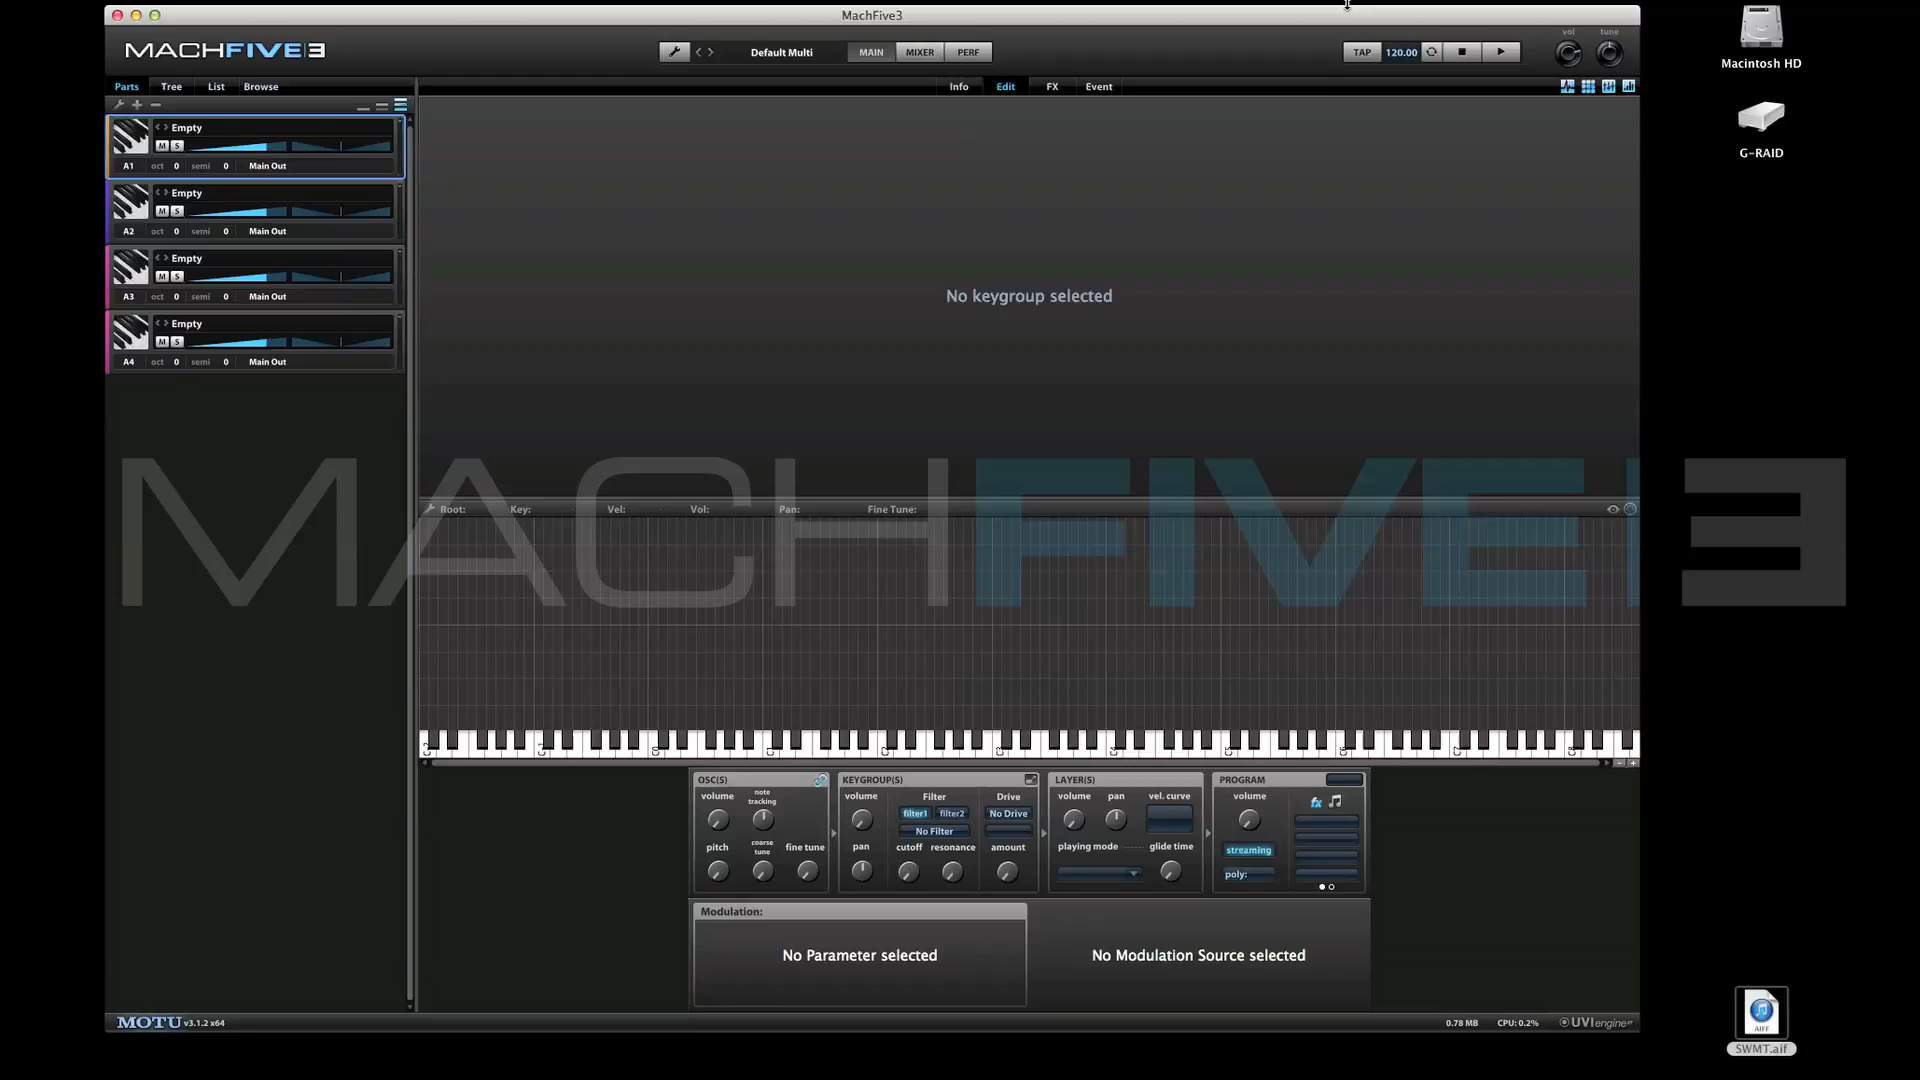 MachFive3
MACHFIVE3
Default Multi
MAIN
MIXER
PERF
TAP
120.00
vol
tune
Parts
Tree
List
Browse
Info
Edit
FX
Event
Empty
M S
A1 oct 0 semi 0 Main Out
Empty
M S
A2 oct 0 semi 0 Main Out
Empty
M S
A3 oct 0 semi 0 Main Out
Empty
M S
A4 oct 0 semi 0 Main Out
No keygroup selected
MACHFIVE3
Root: Key: Vel: Vol: Pan: Fine Tune:
OSC(S)
volume
note tracking
pitch
coarse tune
fine tune
KEYGROUP(S)
volume
Filter
Drive
filter1
filter2
No Drive
No Filter
pan
cutoff
resonance
amount
LAYER(S)
volume
pan
vel. curve
playing mode
glide time
PROGRAM
volume
fx
streaming
poly:
Modulation:
No Parameter selected
No Modulation Source selected
MOTU v3.1.2 x64
0.78 MB
CPU: 0.2%
UVIengine
Macintosh HD
G-RAID
AIFF
SWMT.aif